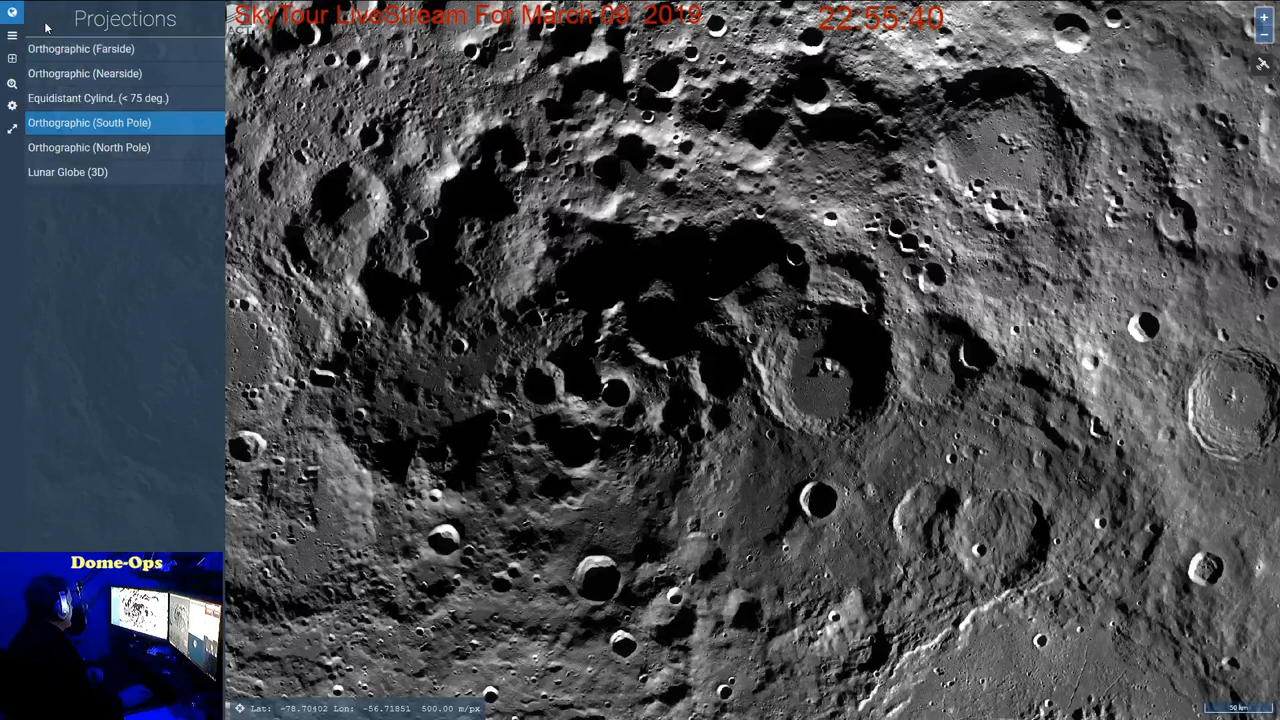 Projections
Orthographic (Farside)
Orthographic (Nearside)
Equidistant Cylind. (< 75 deg.)
Orthographic (South Pole)
Orthographic (North Pole)
Lunar Globe (3D)
SkyTour LiveStream For March 09 2019
22:55:40
+
−
Dome-Ops
Lat: -78.70402 Lon: -56.71851 500.00 m/px
50 km